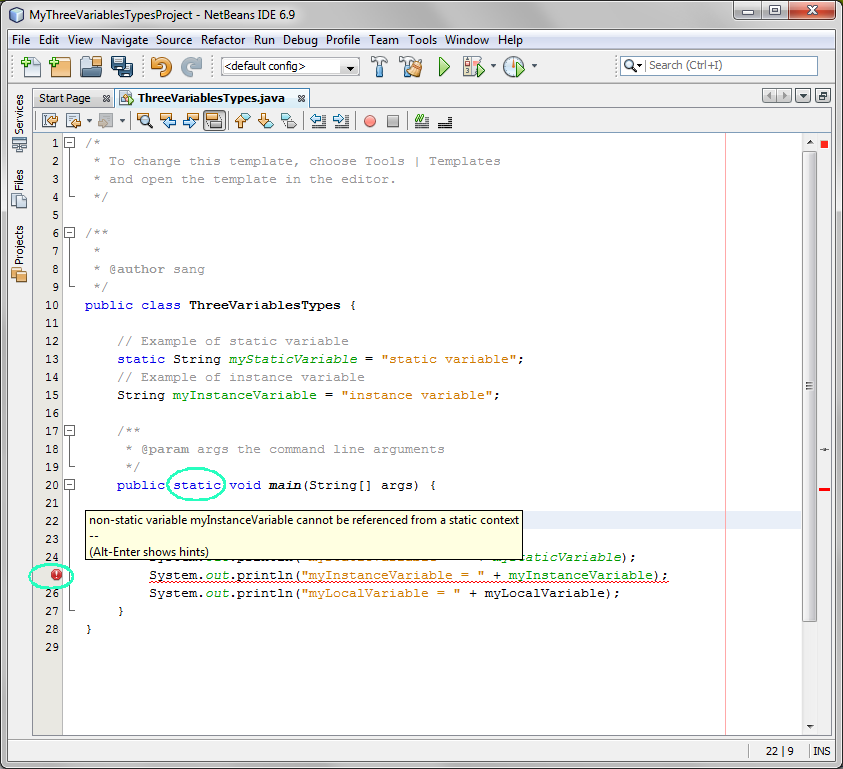 MyThreeVariablesTypesProject - NetBeans IDE 6.9
File Edit View Navigate Source Refactor Run Debug Profile Team Tools Window Help
<default config>
Search (Ctrl+I)
Services
Files
Projects
Start Page
ThreeVariablesTypes.java
1 /*
2 * To change this template, choose Tools | Templates
3 * and open the template in the editor.
4 */
5
6 /**
7 *
8 * @author sang
9 */
10 public class ThreeVariablesTypes {
11
12 // Example of static variable
13 static String myStaticVariable = "static variable";
14 // Example of instance variable
15 String myInstanceVariable = "instance variable";
16
17 /**
18 * @param args the command line arguments
19 */
20 public static void main(String[] args) {
21
22
non-static variable myInstanceVariable cannot be referenced from a static context
--
(Alt-Enter shows hints)
23
24
System.out.println("myInstanceVariable = " + myInstanceVariable);
26 System.out.println("myLocalVariable = " + myLocalVariable);
27 }
28 }
29
22 | 9 INS